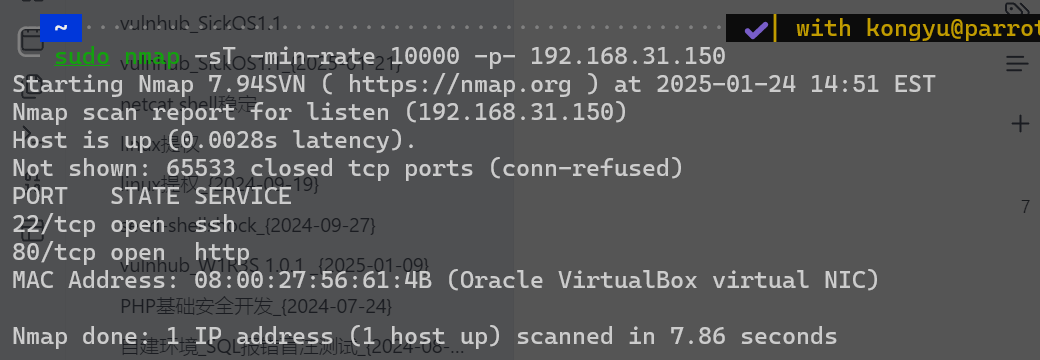 vulnhub_SickOS1.1
~ with kongyu@parrot
sudo nmap -sT -min-rate 10000 -p- 192.168.31.150
vulnhub_SickOS1.1_{2025-01-21}
Starting Nmap 7.94SVN ( https://nmap.org ) at 2025-01-24 14:51 EST
netcat shell稳定
Nmap scan report for listen (192.168.31.150)
Host is up (0.0028s latency).
linux提权
Not shown: 65533 closed tcp ports (conn-refused)
linux提权_{2024-09-19}
PORT   STATE SERVICE
22/tcp open  ssh
shock_{2024-09-27}
80/tcp open  http
vulnhub_W1R3S 1.0.1_{2025-01-09}
MAC Address: 08:00:27:56:61:4B (Oracle VirtualBox virtual NIC)
PHP基础安全开发_{2024-07-24}
7
Nmap done: 1 IP address (1 host up) scanned in 7.86 seconds
自建环境_SQL报错盲注测试_{2024-08-...